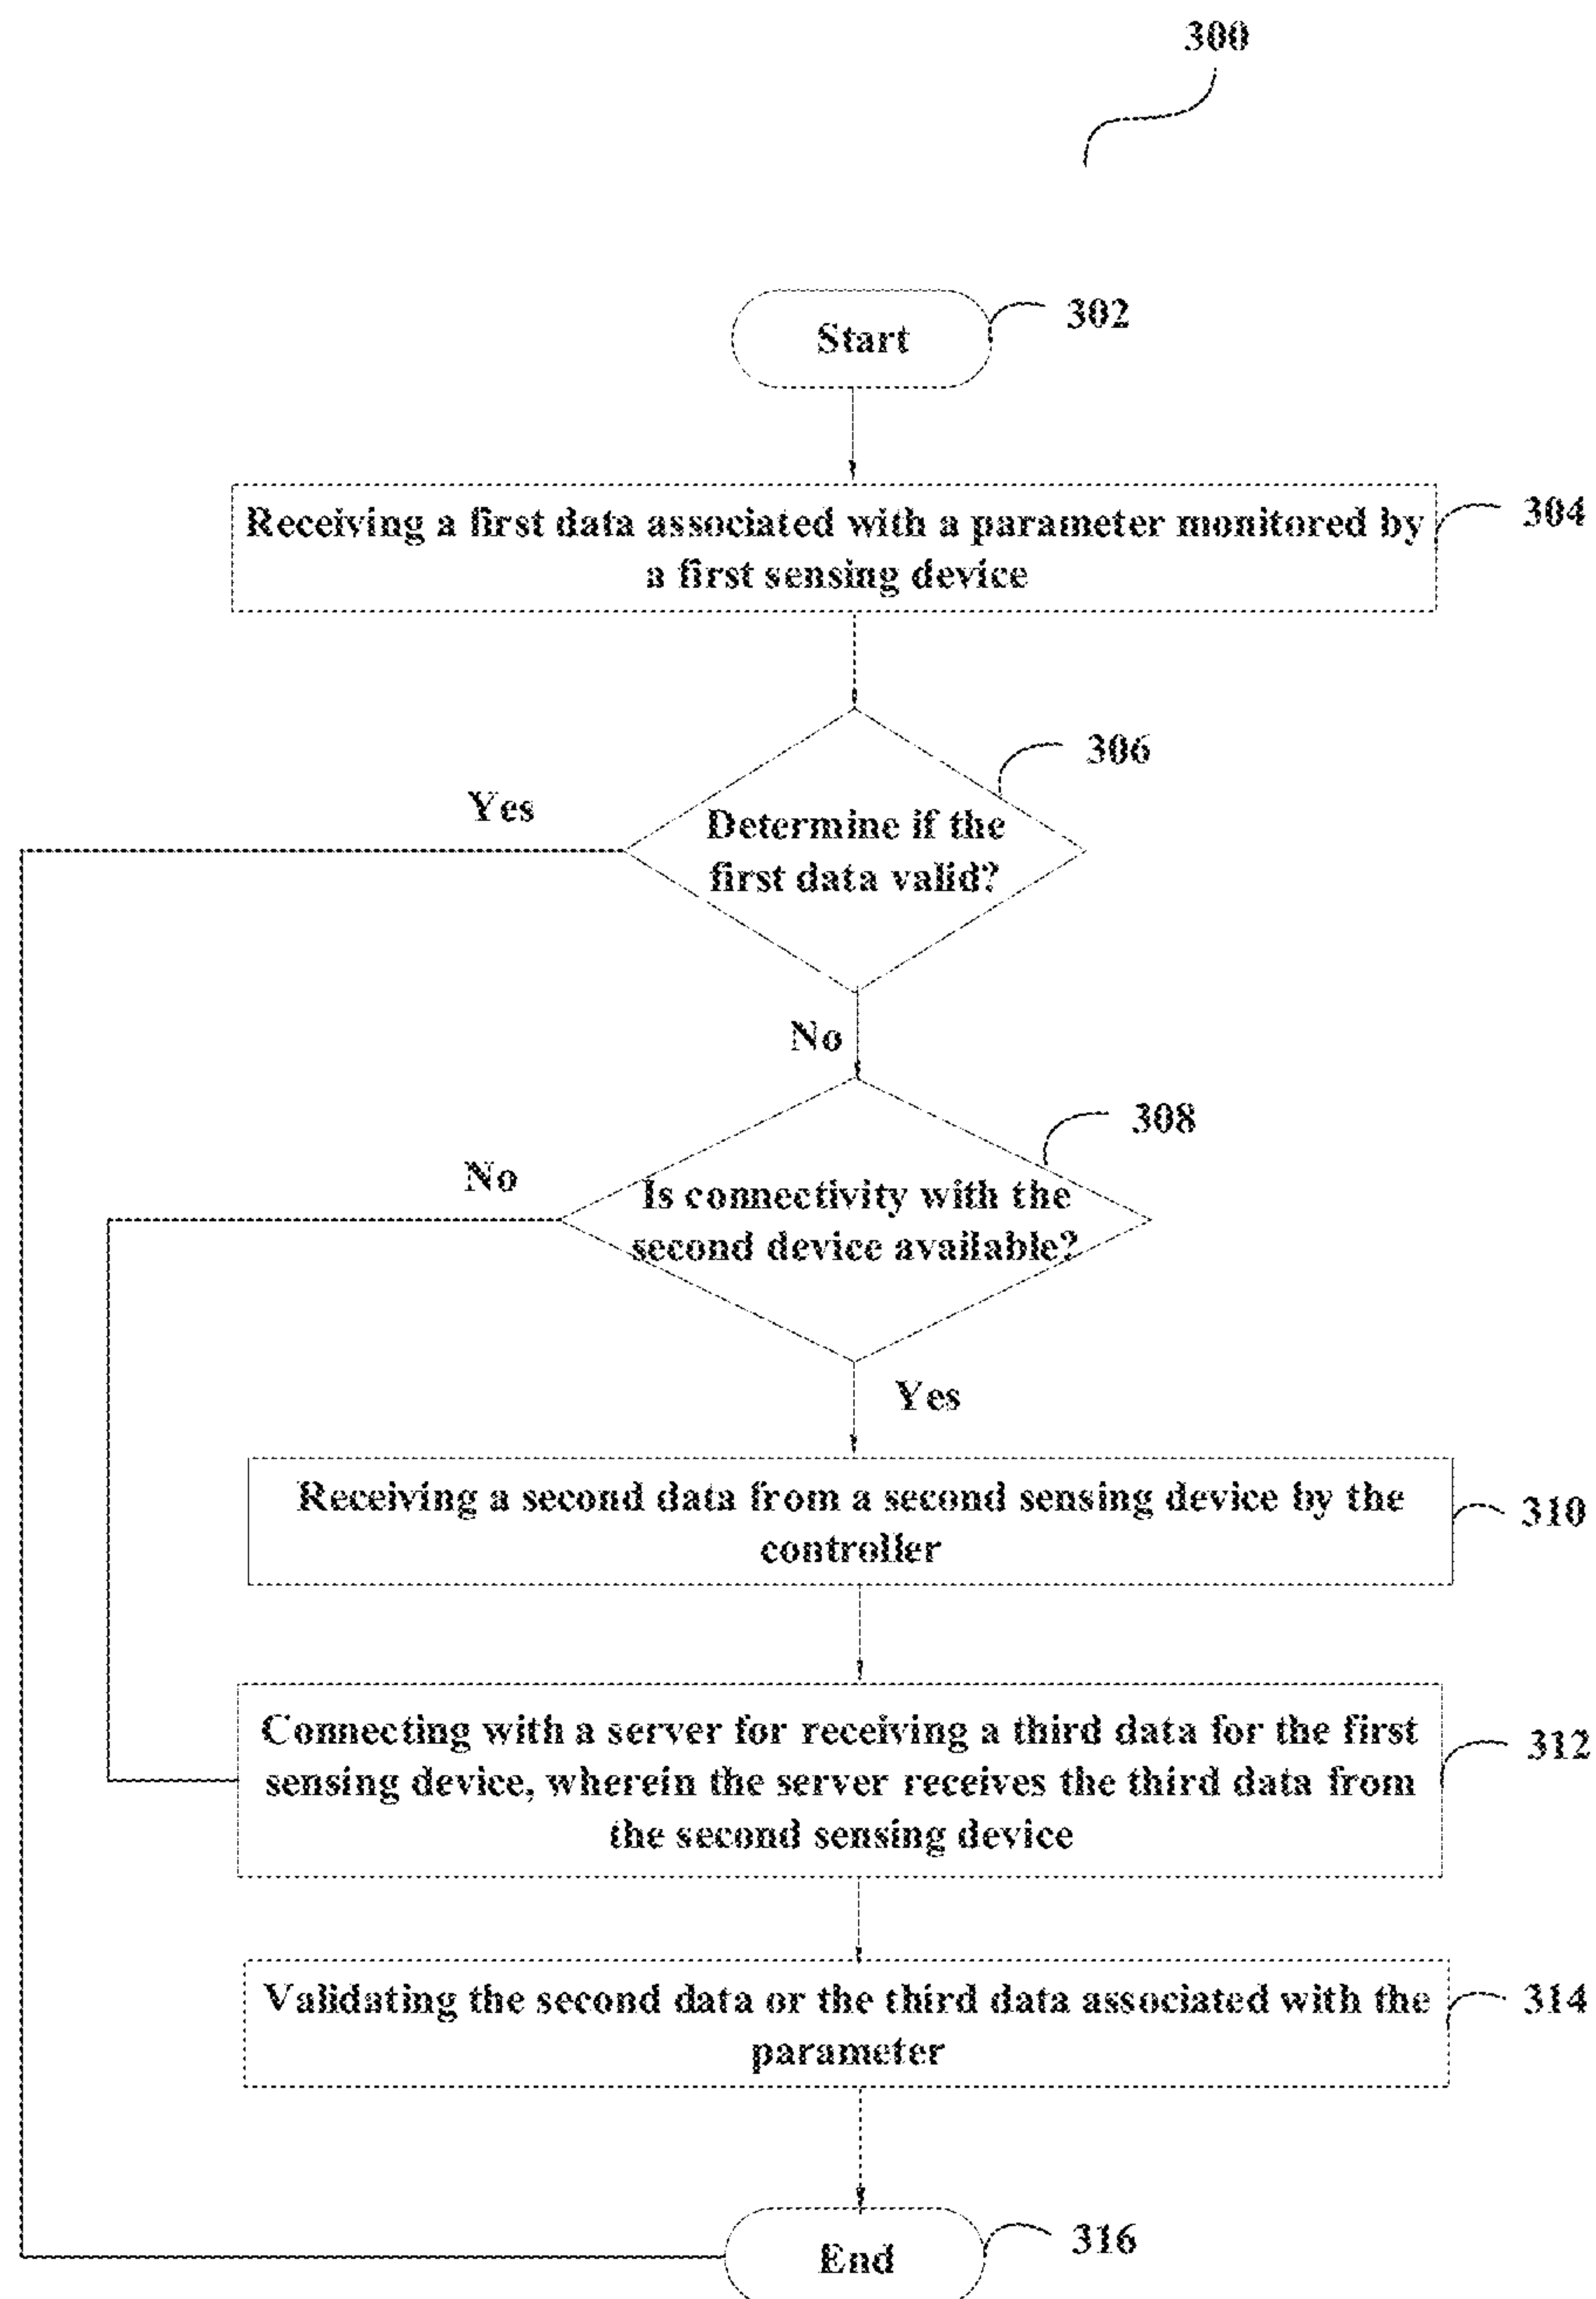 300
Start
302
Receiving a first data associated with a parameter monitored by
a first sensing device
304
306
Yes
Determine if the
first data valid?
No
308
No
Is connectivity with the
second device available?
Yes
Receiving a second data from a second sensing device by the
controller
310
Connecting with a server for receiving a third data for the first
sensing device, wherein the server receives the third data from
the second sensing device
312
Validating the second data or the third data associated with the
parameter
314
End
316